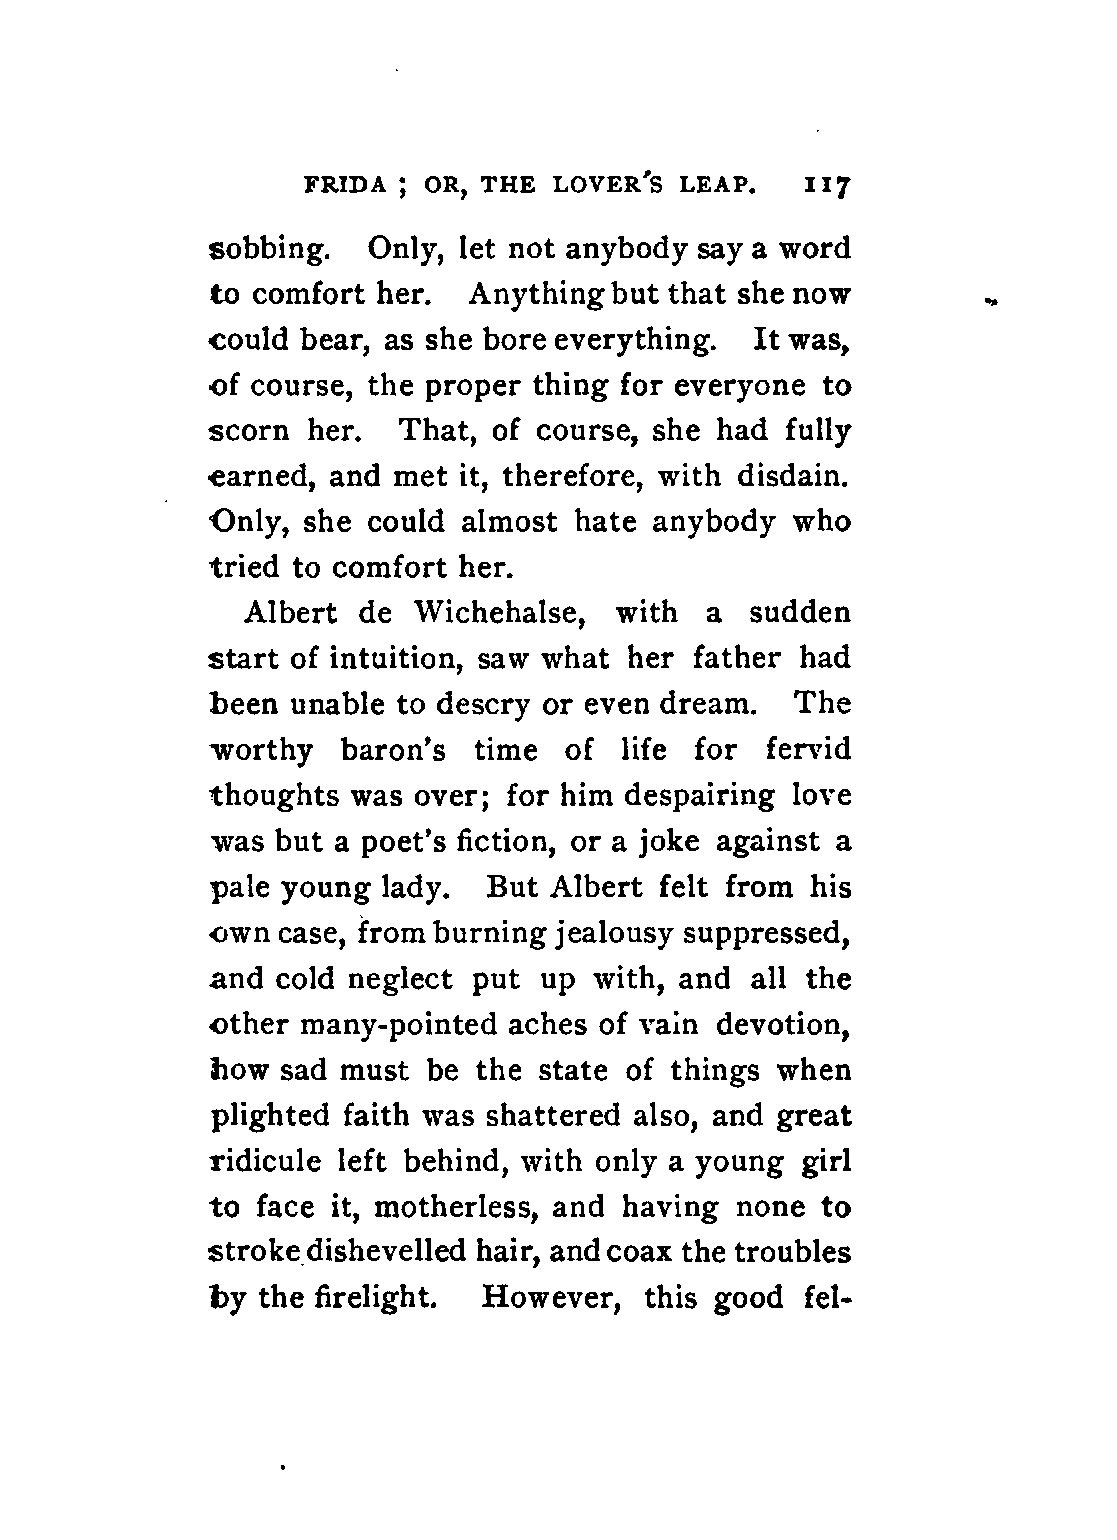 FRIDA ; OR, THE LOVER'S LEAP. 117
sobbing. Only, let not anybody say a word
to comfort her. Anything but that she now
could bear, as she bore everything. It was,
of course, the proper thing for everyone to
scorn her. That, of course, she had fully
earned, and met it, therefore, with disdain.
Only, she could almost hate anybody who
tried to comfort her.
Albert de Wichehalse, with a sudden
start of intuition, saw what her father had
been unable to descry or even dream. The
worthy baron's time of life for fervid
thoughts was over; for him despairing love
was but a poet's fiction, or a joke against a
pale young lady. But Albert felt from his
own case, from burning jealousy suppressed,
and cold neglect put up with, and all the
other many-pointed aches of vain devotion,
how sad must be the state of things when
plighted faith was shattered also, and great
ridicule left behind, with only a young girl
to face it, motherless, and having none to
stroke dishevelled hair, and coax the troubles
by the firelight. However, this good fel-